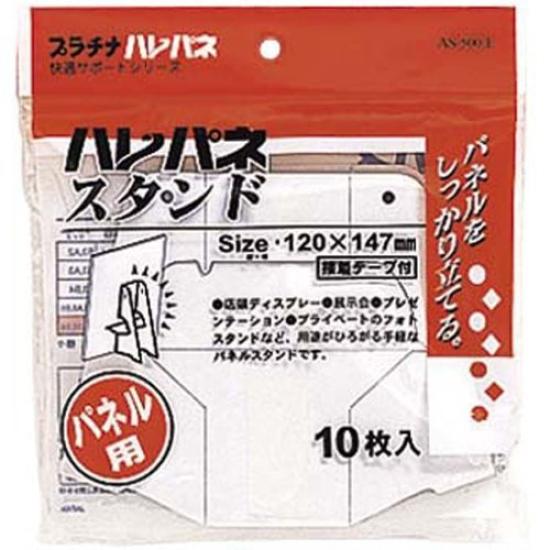 プラチナ ハレパネ
快適サポートシリーズ
ハレパネ
スタンド
Size・120×147mm
接着テープ付
●店頭ディスプレー●展示会●プレゼ
ンテーション●プライベートのフォト
スタンドなど、用途がひろがる手軽な
パネルスタンドです。
パネルを
しっかり立てる。
パネル用
10枚入